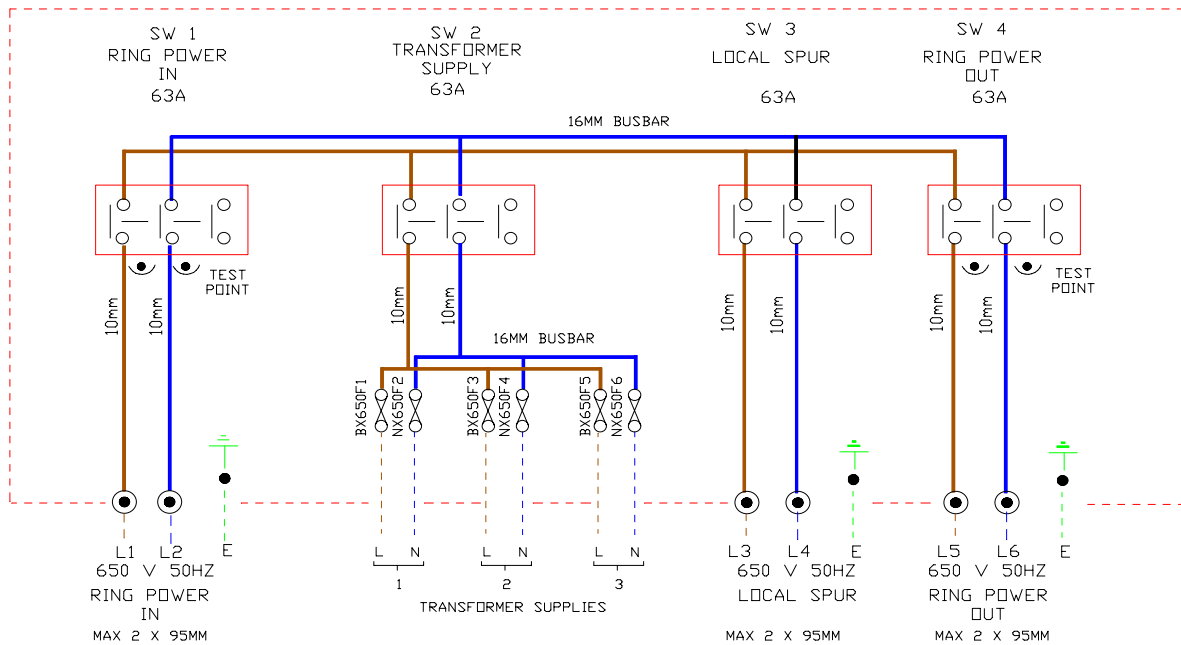 SW 1
RING POWER
IN
63A
SW 2
TRANSFORMER
SUPPLY
63A
SW 3
LOCAL SPUR
63A
SW 4
RING POWER
OUT
63A
16MM BUSBAR
TEST
POINT
TEST
POINT
10mm
10mm
10mm
10mm
10mm
10mm
10mm
10mm
16MM BUSBAR
BX650F1
NX650F2
BX650F3
NX650F4
BX650F5
NX650F6
L1 L2 E
650 V 50HZ
RING POWER
IN
MAX 2 X 95MM
L N L N L N
1 2 3
TRANSFORMER SUPPLIES
L3 L4 E
650 V 50HZ
LOCAL SPUR
MAX 2 X 95MM
L5 L6 E
650 V 50HZ
RING POWER
OUT
MAX 2 X 95MM